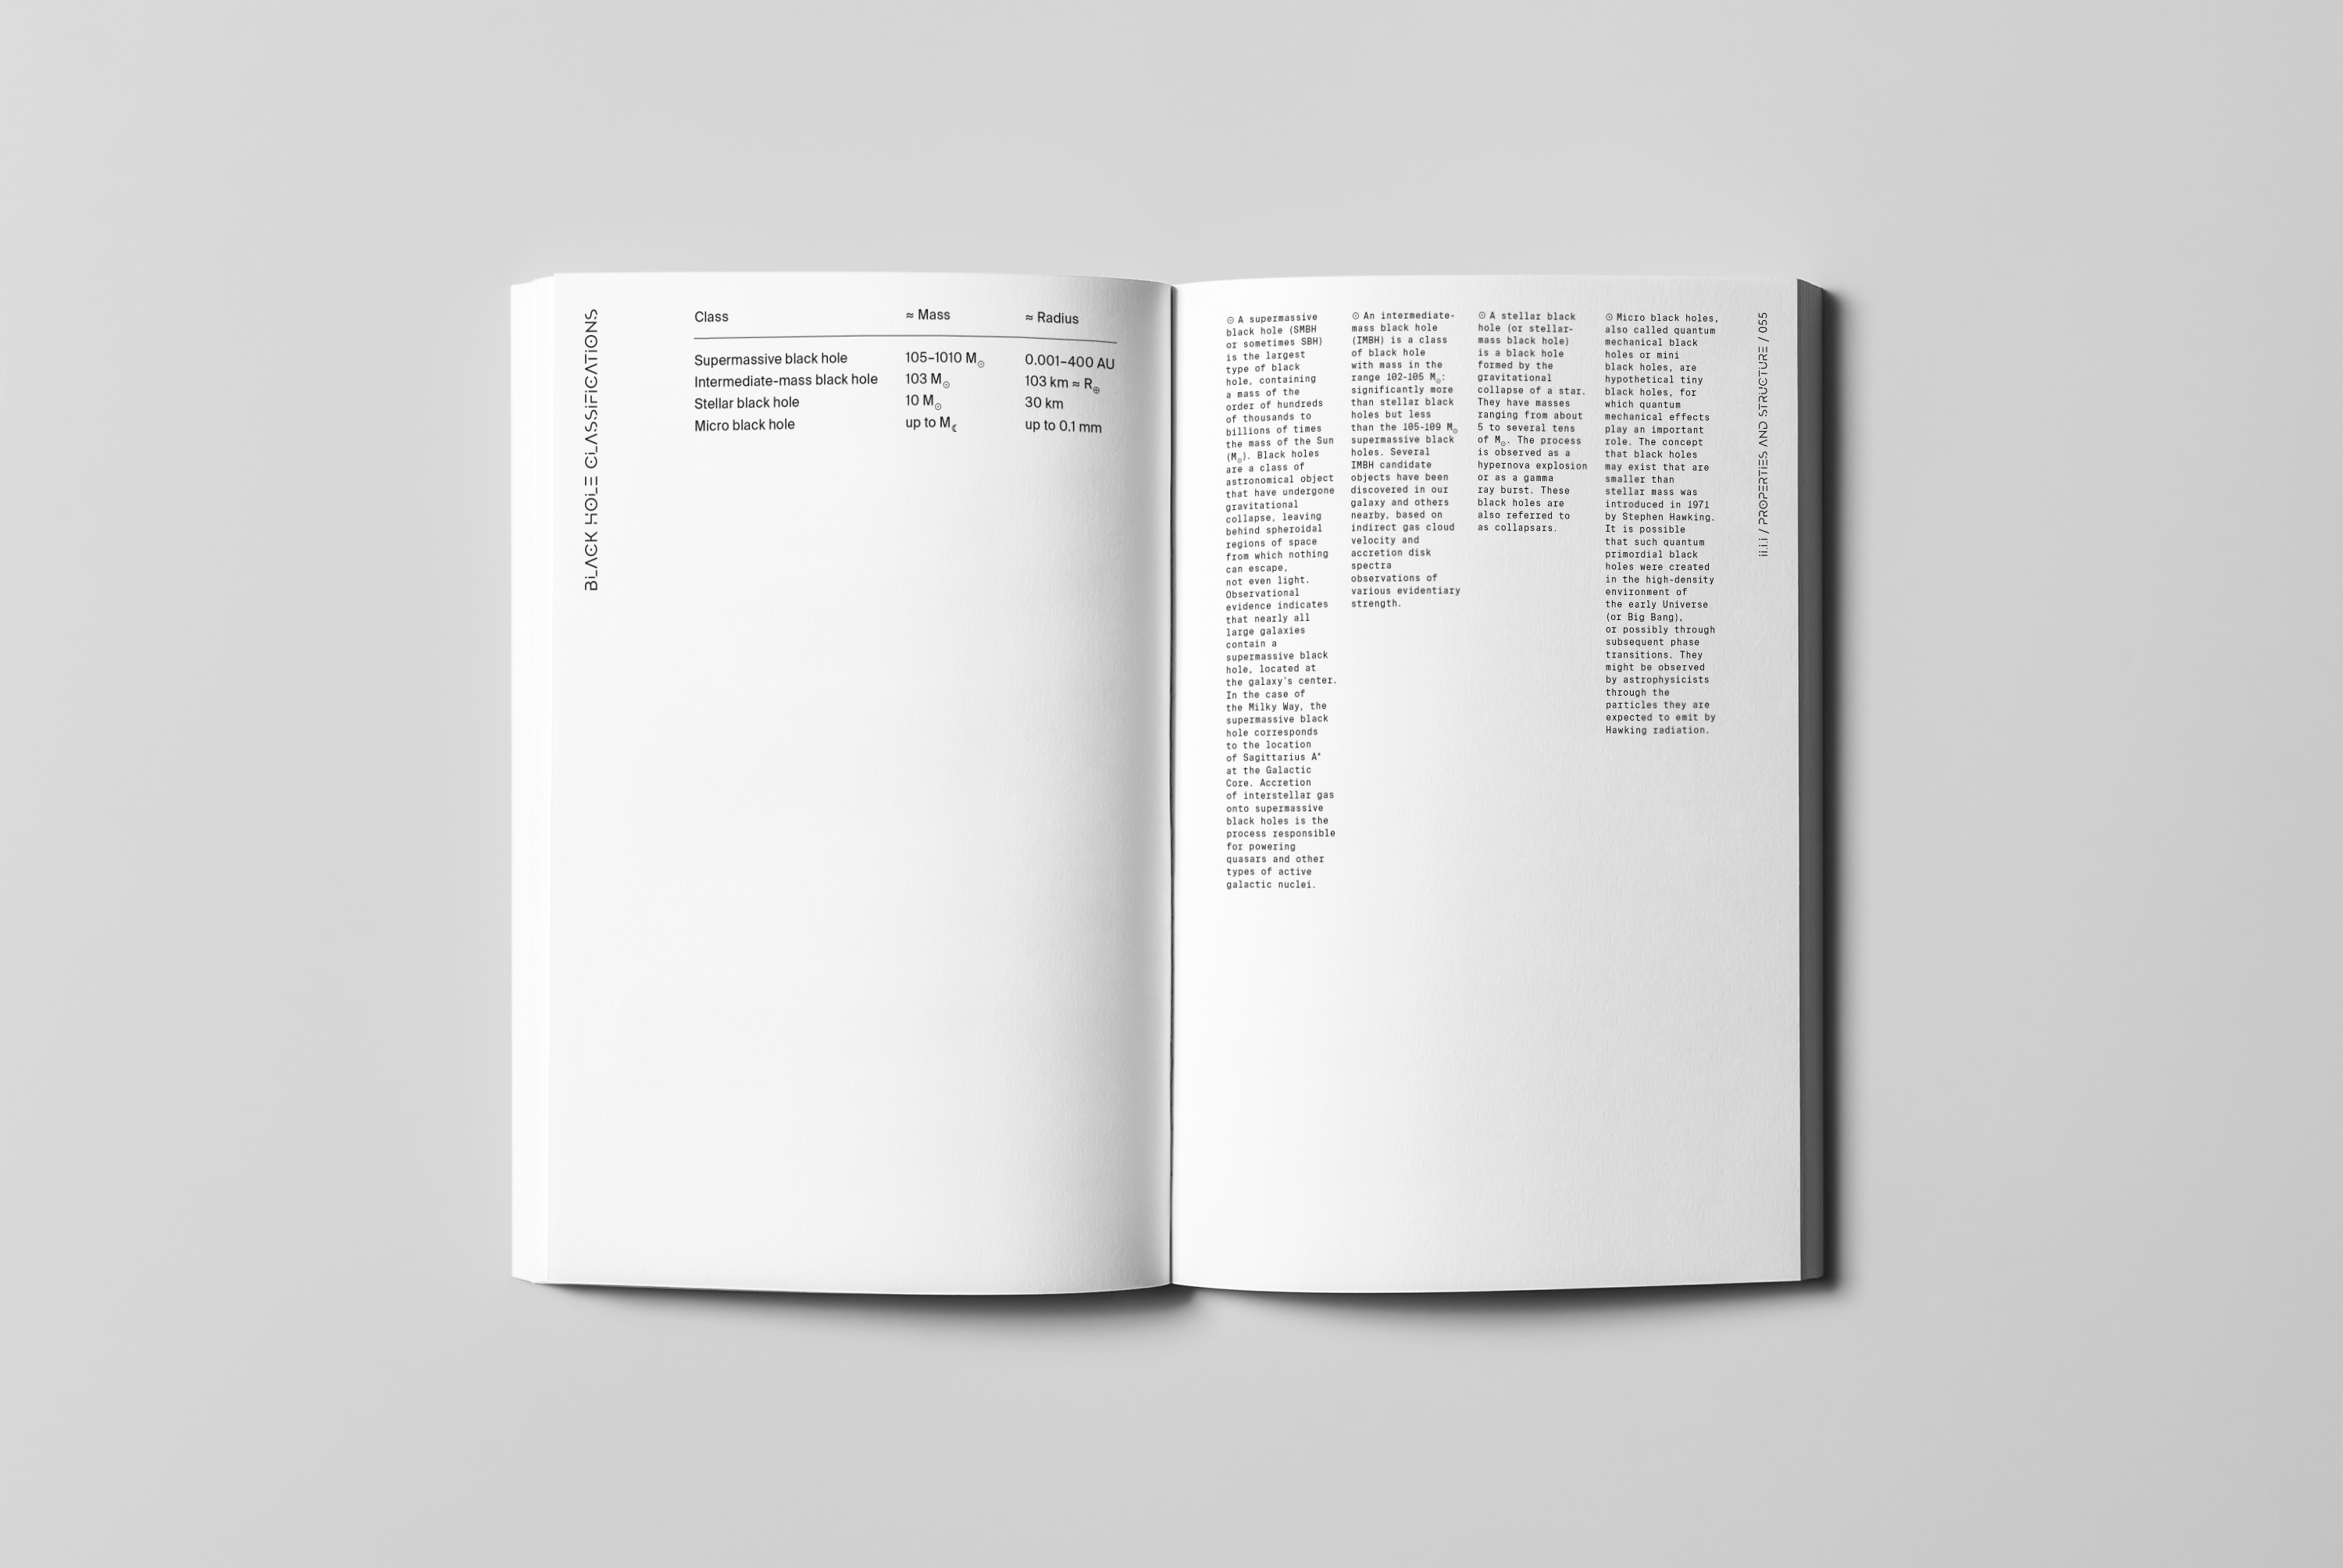 BLACK HOLE CLASSIFICATIONS
Class ≈ Mass ≈ Radius
Supermassive black hole 105–1010 M☉ 0.001–400 AU
Intermediate-mass black hole 103 M☉ 103 km ≈ R⊕
Stellar black hole 10 M☉ 30 km
Micro black hole up to M☾ up to 0.1 mm
⊙ A supermassive
black hole (SMBH
or sometimes SBH)
is the largest
type of black
hole, containing
a mass of the
order of hundreds
of thousands to
billions of times
the mass of the Sun
(M☉). Black holes
are a class of
astronomical object
that have undergone
gravitational
collapse, leaving
behind spheroidal
regions of space
from which nothing
can escape,
not even light.
Observational
evidence indicates
that nearly all
large galaxies
contain a
supermassive black
hole, located at
the galaxy's center.
In the case of
the Milky Way, the
supermassive black
hole corresponds
to the location
of Sagittarius A*
at the Galactic
Core. Accretion
of interstellar gas
onto supermassive
black holes is the
process responsible
for powering
quasars and other
types of active
galactic nuclei.
⊙ An intermediate-
mass black hole
(IMBH) is a class
of black hole
with mass in the
range 102-105 M☉:
significantly more
than stellar black
holes but less
than the 105-109 M☉
supermassive black
holes. Several
IMBH candidate
objects have been
discovered in our
galaxy and others
nearby, based on
indirect gas cloud
velocity and
accretion disk
spectra
observations of
various evidentiary
strength.
⊙ A stellar black
hole (or stellar-
mass black hole)
is a black hole
formed by the
gravitational
collapse of a star.
They have masses
ranging from about
5 to several tens
of M☉. The process
is observed as a
hypernova explosion
or as a gamma
ray burst. These
black holes are
also referred to
as collapsars.
⊙ Micro black holes,
also called quantum
mechanical black
holes or mini
black holes, are
hypothetical tiny
black holes, for
which quantum
mechanical effects
play an important
role. The concept
that black holes
may exist that are
smaller than
stellar mass was
introduced in 1971
by Stephen Hawking.
It is possible
that such quantum
primordial black
holes were created
in the high-density
environment of
the early Universe
(or Big Bang),
or possibly through
subsequent phase
transitions. They
might be observed
by astrophysicists
through the
particles they are
expected to emit by
Hawking radiation.
ii.i.i / PROPERTIES AND STRUCTURE / 055